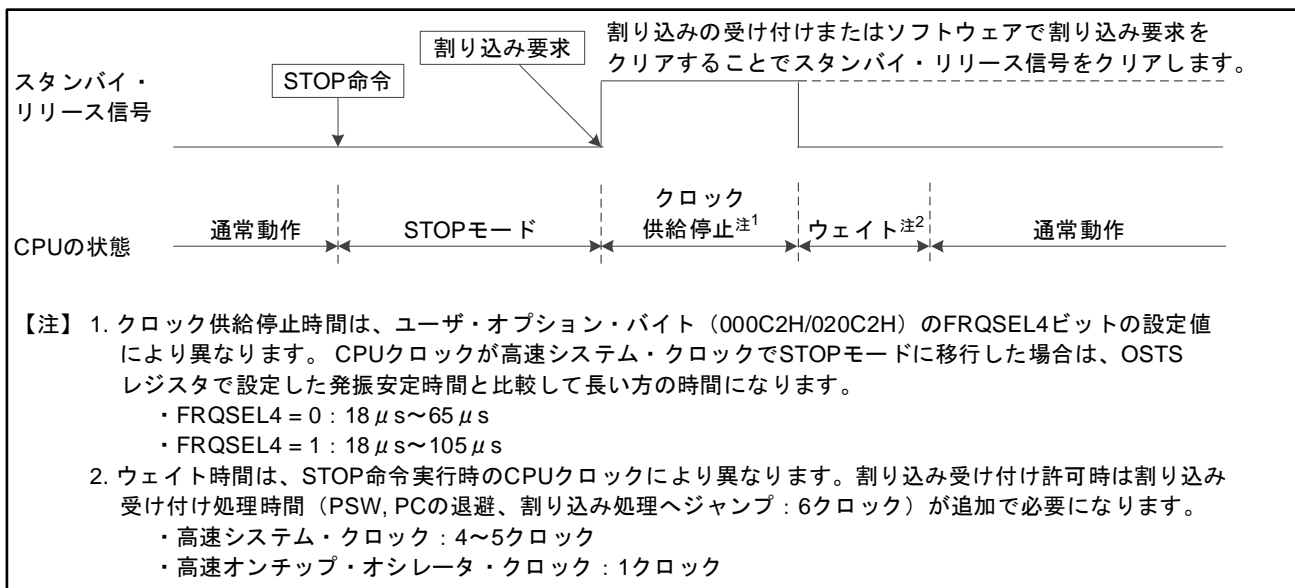 割り込みの受け付けまたはソフトウェアで割り込み要求を
クリアすることでスタンバイ・リリース信号をクリアします。
割り込み要求
STOP命令
スタンバイ・
リリース信号
クロック
供給停止注1
通常動作
STOPモード
ウェイト注2
通常動作
CPUの状態
【注】 1. クロック供給停止時間は、ユーザ・オプション・バイト（000C2H/020C2H）のFRQSEL4ビットの設定値
により異なります。 CPUクロックが高速システム・クロックでSTOPモードに移行した場合は、OSTS
レジスタで設定した発振安定時間と比較して長い方の時間になります。
・FRQSEL4 = 0：18μs～65μs
・FRQSEL4 = 1：18μs～105μs
2. ウェイト時間は、STOP命令実行時のCPUクロックにより異なります。割り込み受け付け許可時は割り込み
受け付け処理時間（PSW, PCの退避、割り込み処理へジャンプ：6クロック）が追加で必要になります。
・高速システム・クロック：4～5クロック
・高速オンチップ・オシレータ・クロック：1クロック